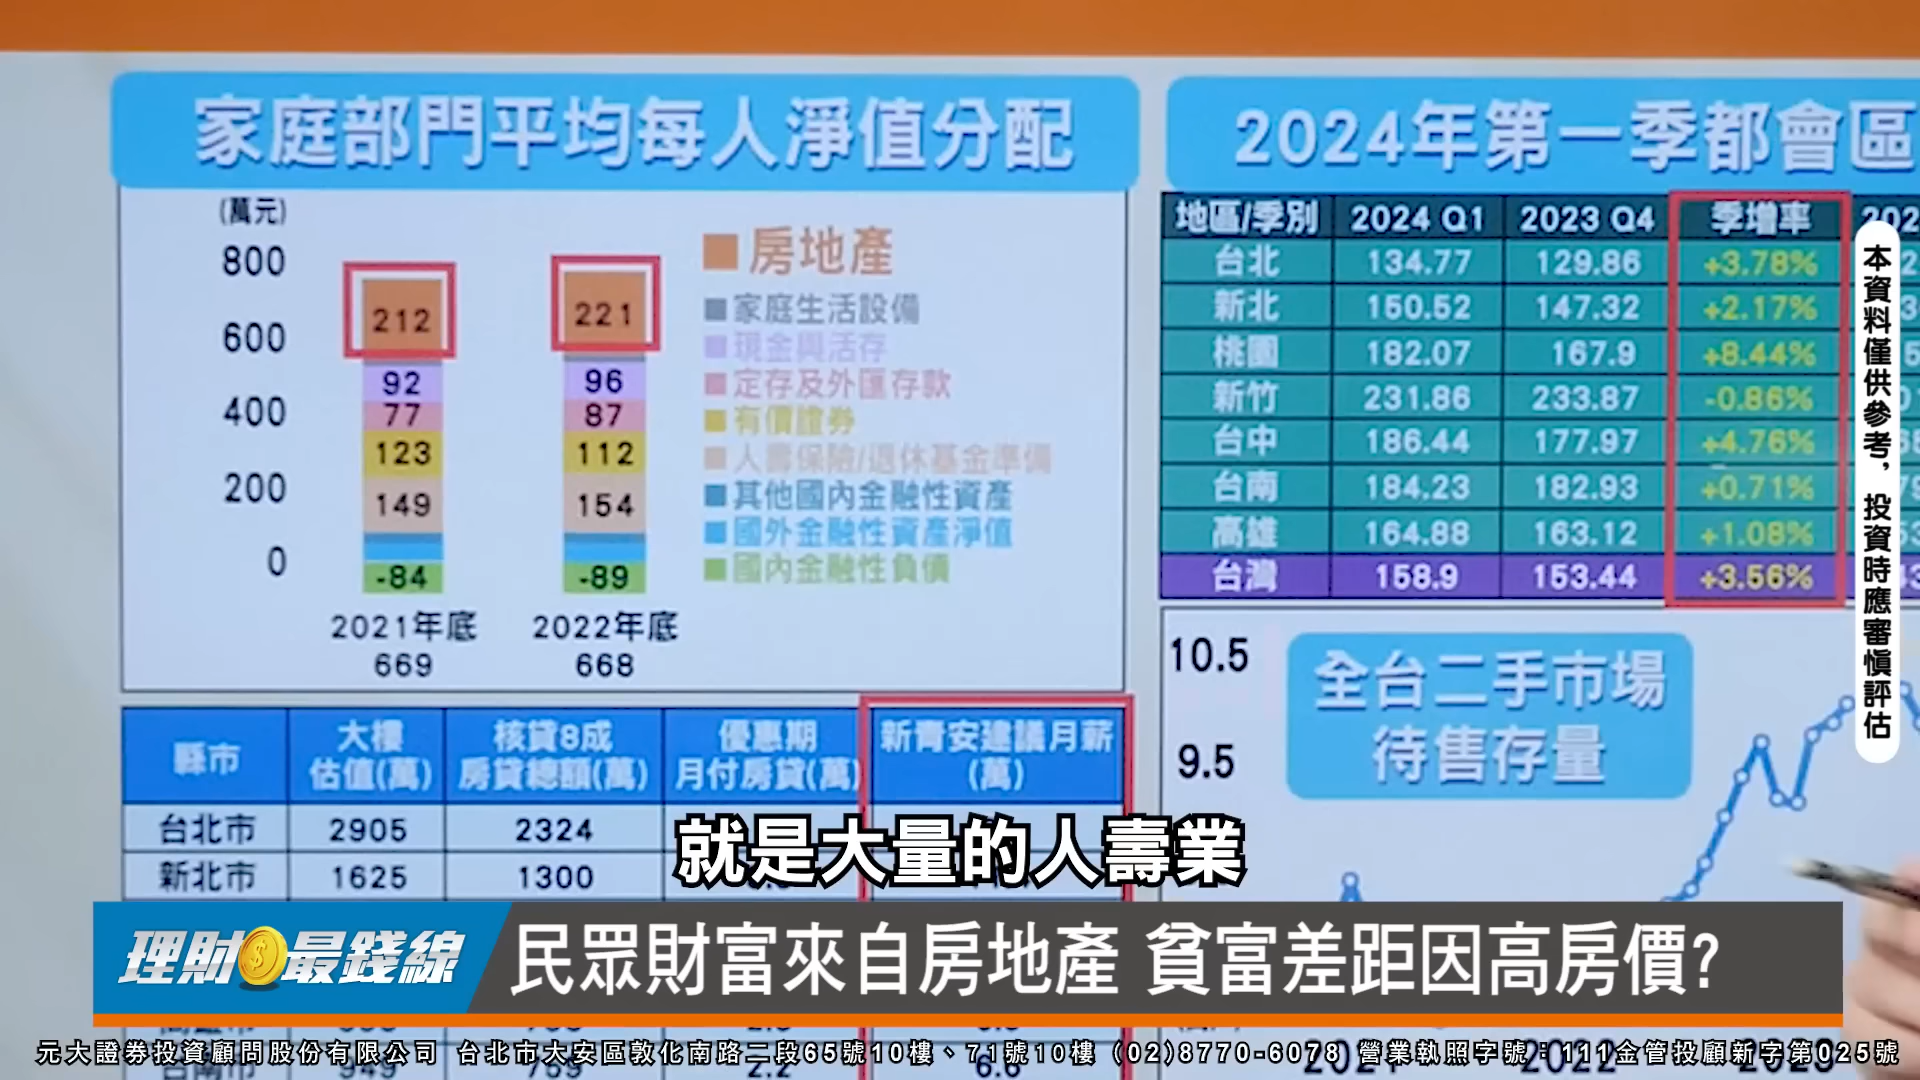 家庭部門平均每人淨值分配
(萬元)
800
600
400
200
0
212
92
77
123
149
-84
221
96
87
112
154
-89
2021年底
669
2022年底
668
房地產
家庭生活設備
現金與活存
定存及外匯存款
有價證券
人壽保險/退休基金準備
其他國內金融性資產
國外金融性資產淨值
國內金融性負債
2024年第一季都會區
地區/季別 2024 Q1 2023 Q4 季增率 202
台北 134.77 129.86 +3.78%
新北 150.52 147.32 +2.17%
桃園 182.07 167.9 +8.44%
新竹 231.86 233.87 -0.86%
台中 186.44 177.97 +4.76%
台南 184.23 182.93 +0.71%
高雄 164.88 163.12 +1.08%
台灣 158.9 153.44 +3.56%
本資料僅供參考，投資時應審慎評估
縣市 大樓估值(萬) 核貸8成房貸總額(萬) 優惠期月付房貸(萬) 新青安建議月薪(萬)
台北市 2905 2324
新北市 1625 1300
台南市 949 759 2.2 6.6
10.5
9.5
全台二手市場
待售存量
2021 2022 2023
就是大量的人壽業
理財最錢線
民眾財富來自房地產 貧富差距因高房價?
元大證券投資顧問股份有限公司 台北市大安區敦化南路二段65號10樓、71號10樓 (02)8770-6078 營業執照字號：111金管投顧新字第025號